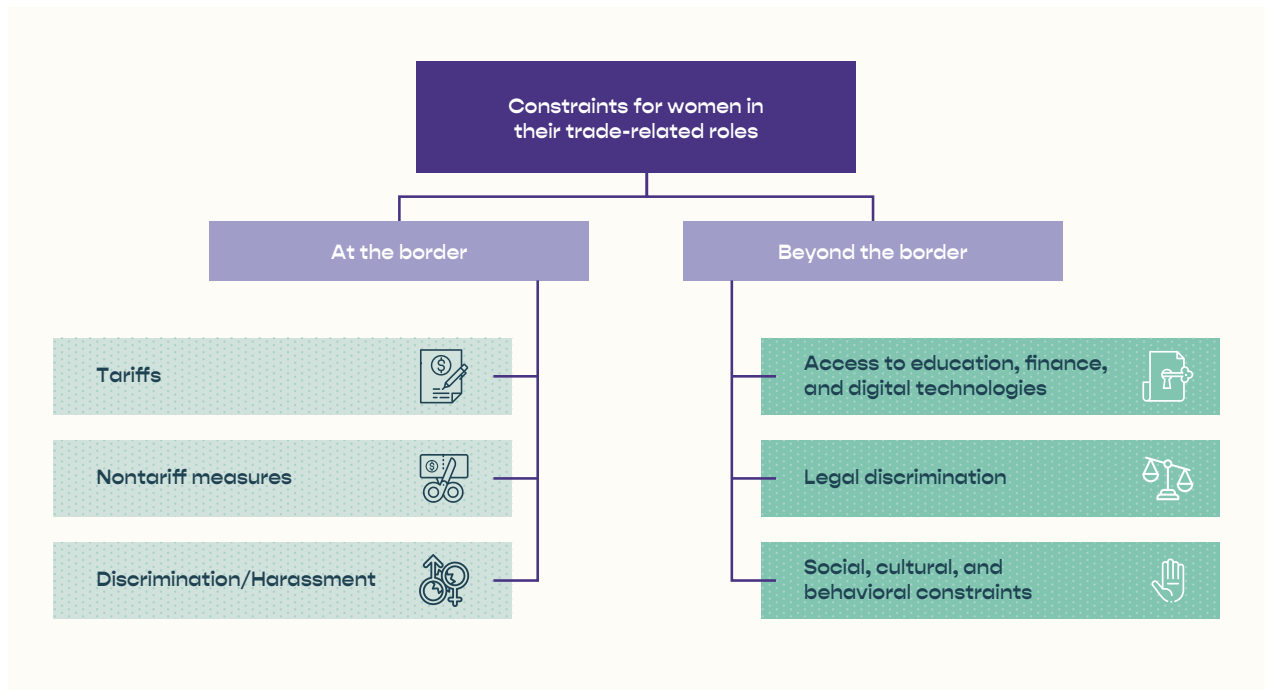 Constraints for women in
their trade-related roles
At the border
Beyond the border
Tariffs
Nontariff measures
Discrimination/Harassment
Access to education, finance,
and digital technologies
Legal discrimination
Social, cultural, and
behavioral constraints